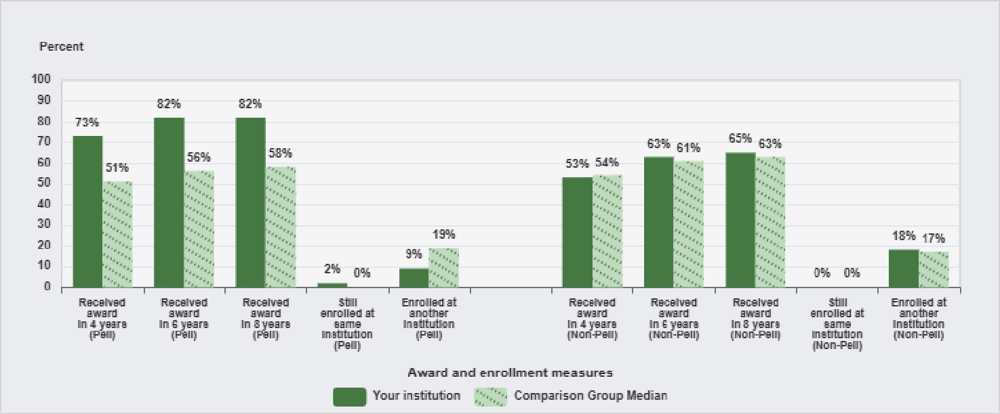 Percent
100
90
80
70
60
50
40
30
20
10
0
73%
51%
82%
56%
82%
58%
2%
0%
9%
19%
53%
54%
63%
61%
65%
63%
0%
0%
18%
17%
Received
award
in 4 years
(Pell)
Received
award
in 6 years
(Pell)
Received
award
in 8 years
(Pell)
Still
enrolled at
same
institution
(Pell)
Enrolled at
another
institution
(Pell)
Received
award
in 4 years
(Non-Pell)
Received
award
in 6 years
(Non-Pell)
Received
award
in 8 years
(Non-Pell)
Still
enrolled at
same
institution
(Non-Pell)
Enrolled at
another
institution
(Non-Pell)
Award and enrollment measures
Your institution
Comparison Group Median